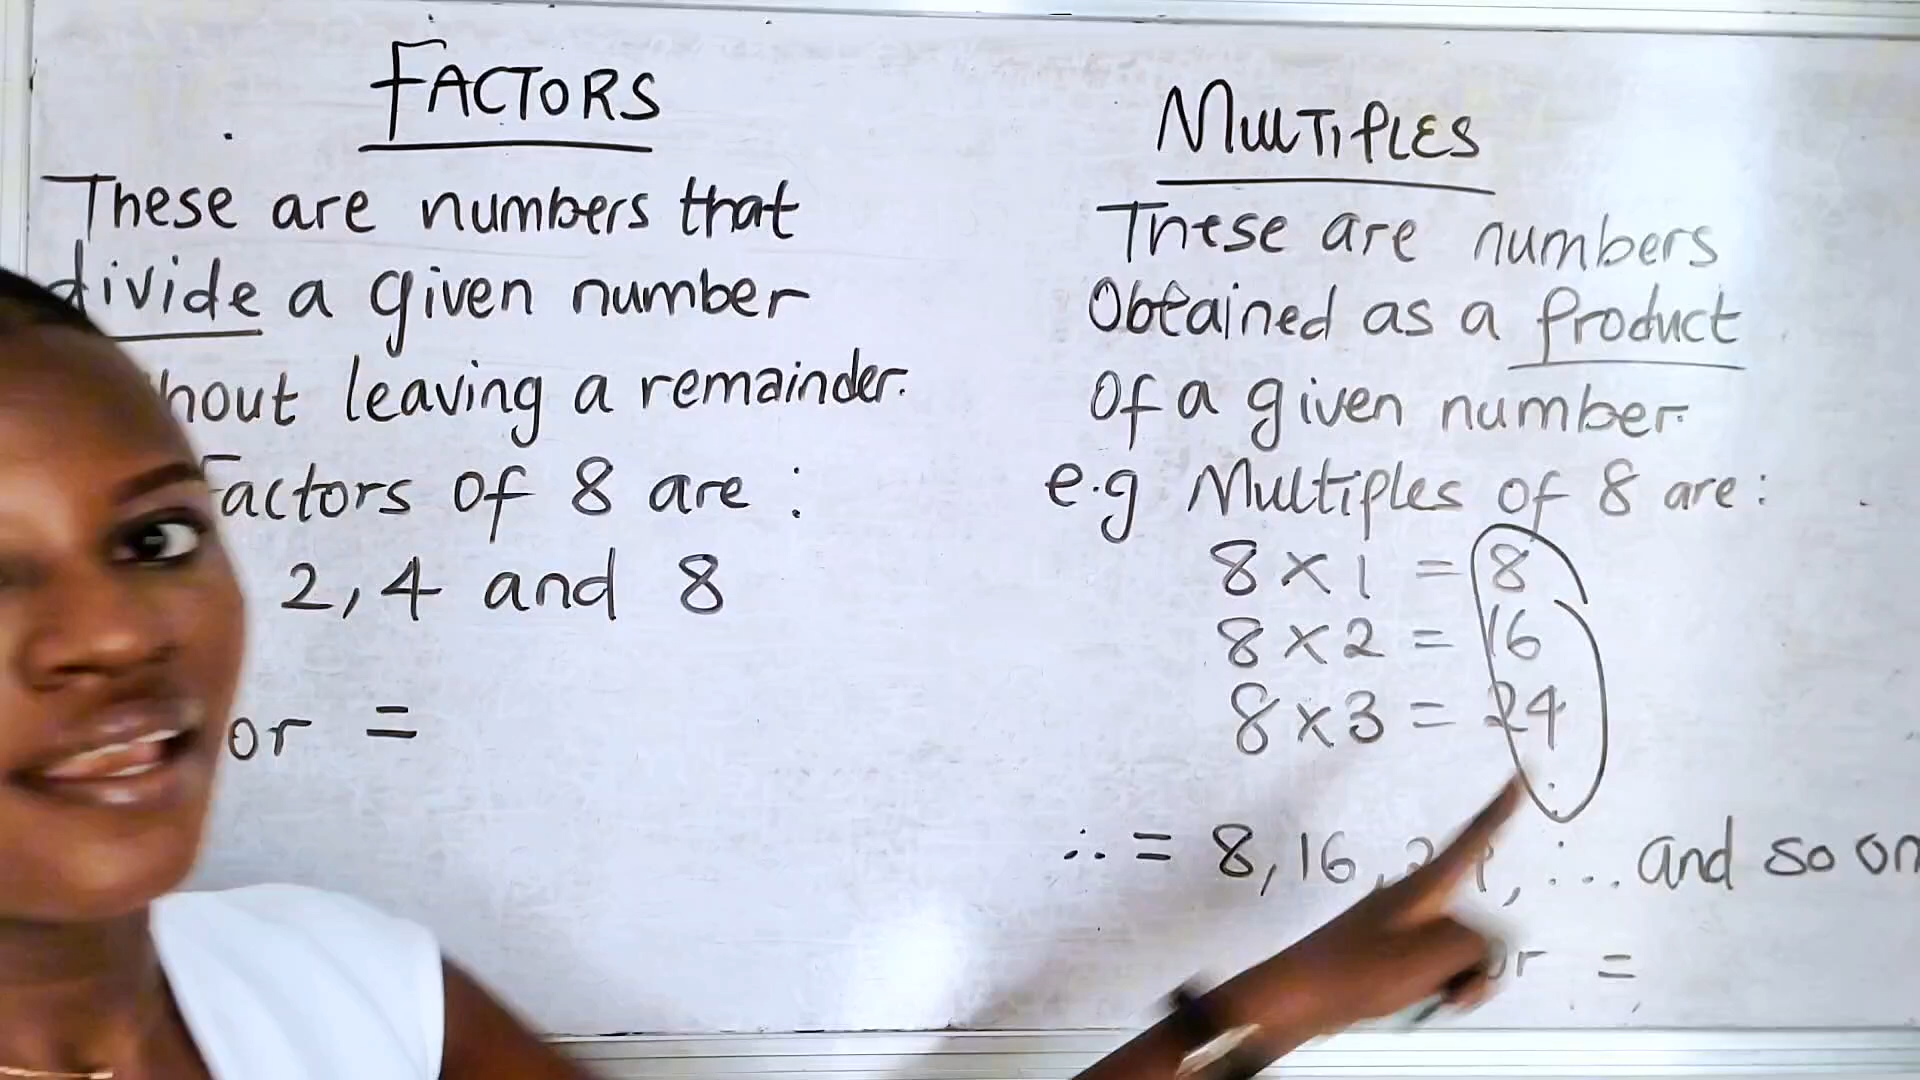 FACTORS
These are numbers that
divide a given number
hout leaving a remainder.
Factors of 8 are :
2, 4 and 8
or =
MULTIPLES
These are numbers
Obtained as a product
Of a given number.
e.g Multiples of 8 are :
8 × 1 = 8
8 × 2 = 16
8 × 3 = 24
∴ = 8, 16, 24, ... and so on
or =